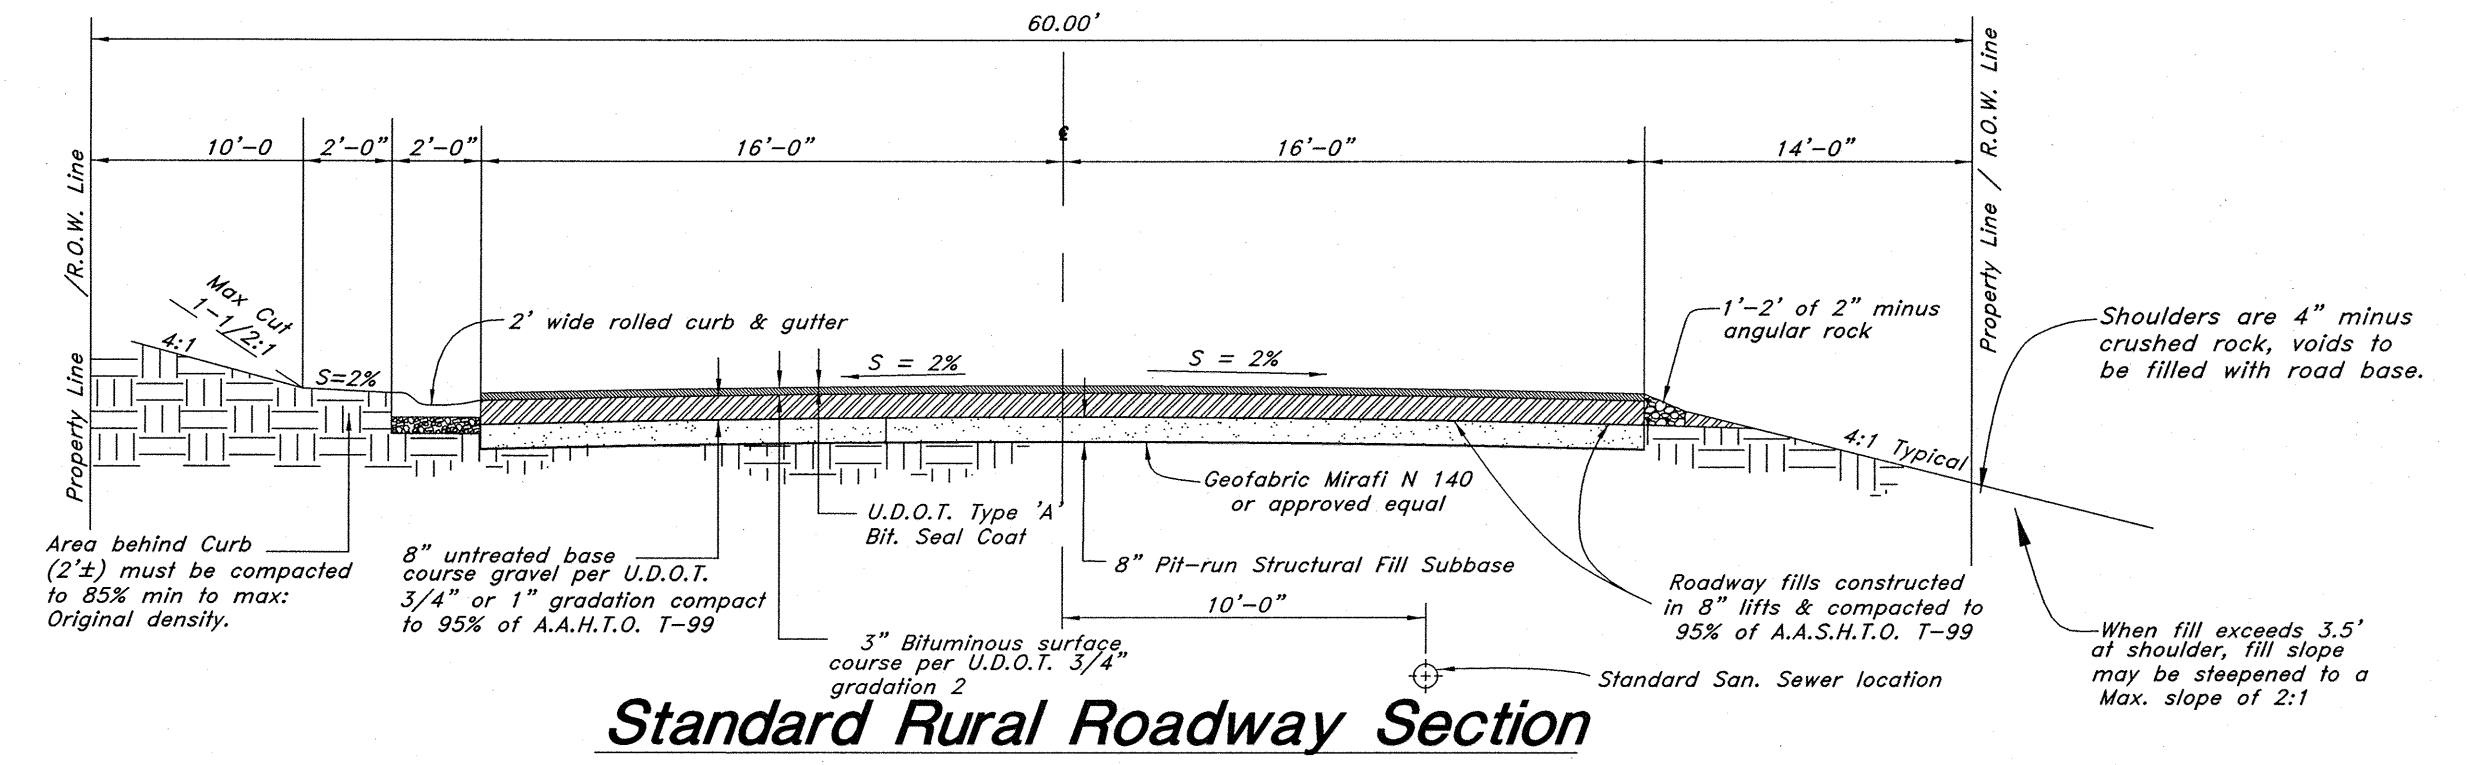 60.00'
℄
10'-0
2'-0"
2'-0"
16'-0"
16'-0"
14'-0"
Property Line /R.O.W. Line
Property Line / R.O.W. Line
Max Cut
1-1/2:1
4:1
S=2%
2' wide rolled curb & gutter
S = 2%
S = 2%
1'-2' of 2" minus
angular rock
Shoulders are 4" minus
crushed rock, voids to
be filled with road base.
4:1 Typical
Geofabric Mirafi N 140
or approved equal
U.D.O.T. Type 'A'
Bit. Seal Coat
Area behind Curb
(2'±) must be compacted
to 85% min to max:
Original density.
8" untreated base
course gravel per U.D.O.T.
3/4" or 1" gradation compact
to 95% of A.A.H.T.O. T-99
8" Pit-run Structural Fill Subbase
10'-0"
3" Bituminous surface
course per U.D.O.T. 3/4"
gradation 2
Roadway fills constructed
in 8" lifts & compacted to
95% of A.A.S.H.T.O. T-99
Standard San. Sewer location
When fill exceeds 3.5'
at shoulder, fill slope
may be steepened to a
Max. slope of 2:1
Standard Rural Roadway Section